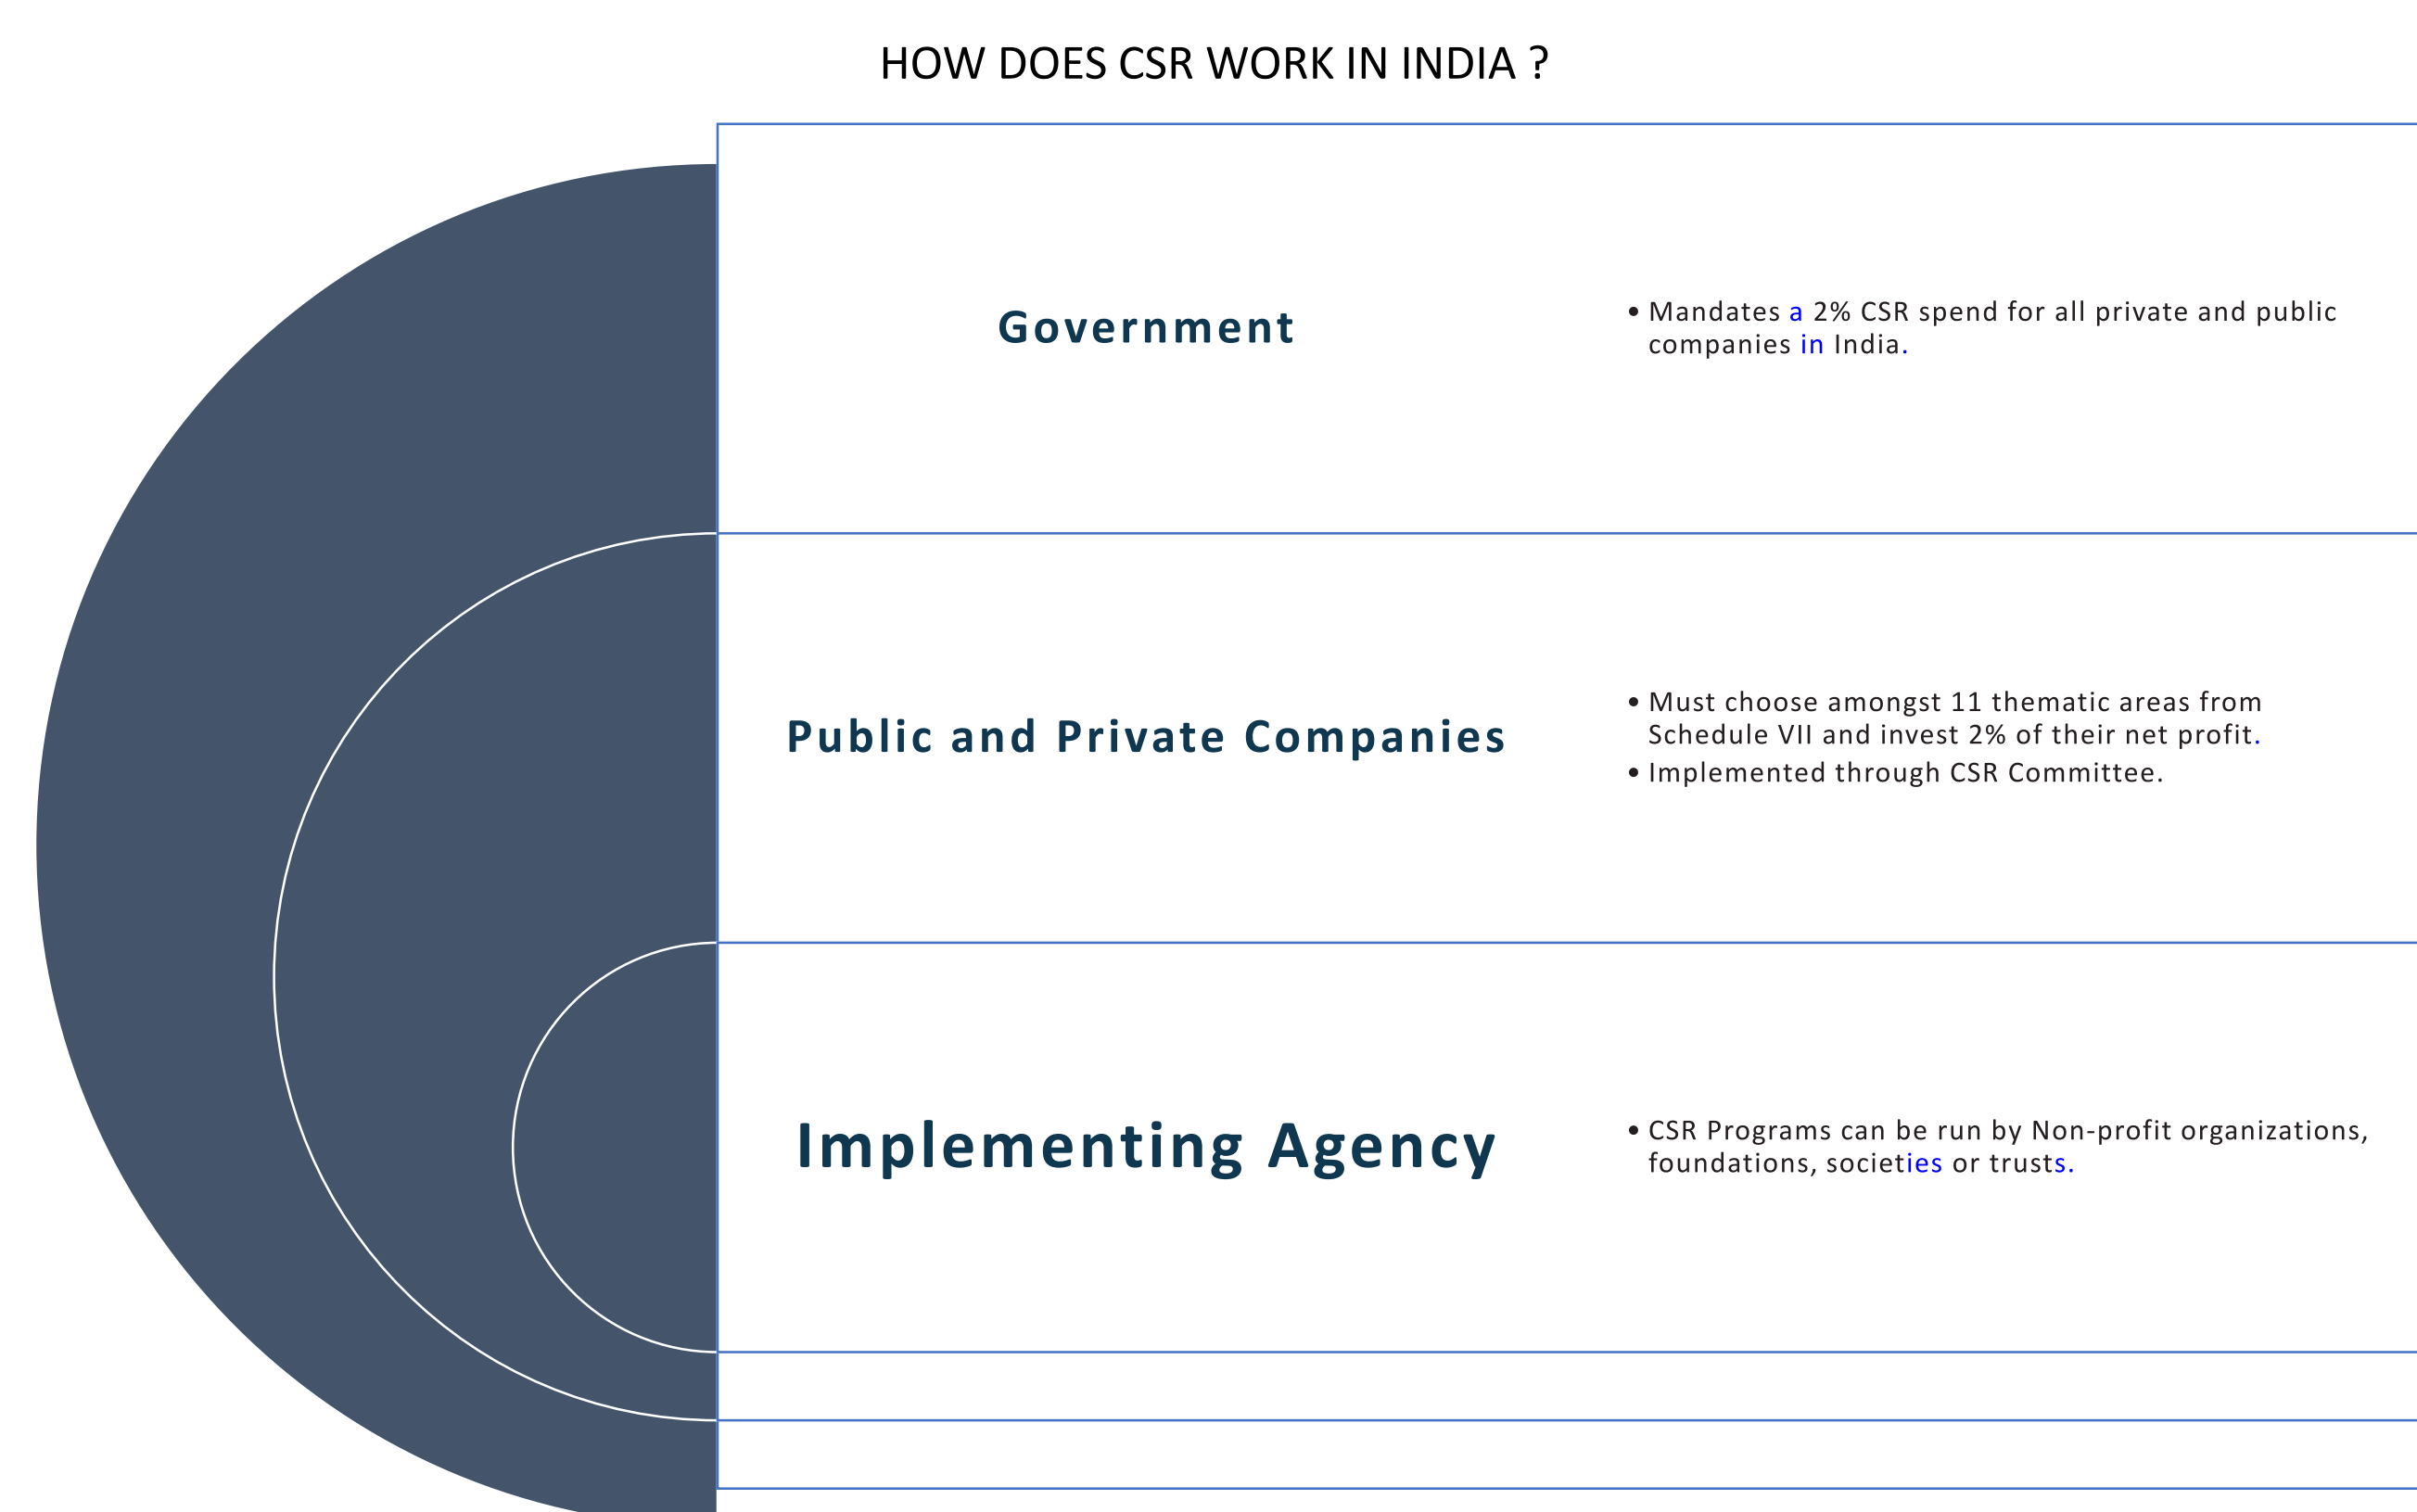 HOW DOES CSR WORK IN INDIA ?
Government
• Mandates a 2% CSR spend for all private and public
companies in India.
Public and Private Companies
• Must choose amongst 11 thematic areas from
Schedule VII and invest 2% of their net profit.
• Implemented through CSR Committee.
Implementing Agency
• CSR Programs can be run by Non-profit organizations,
foundations, societies or trusts.